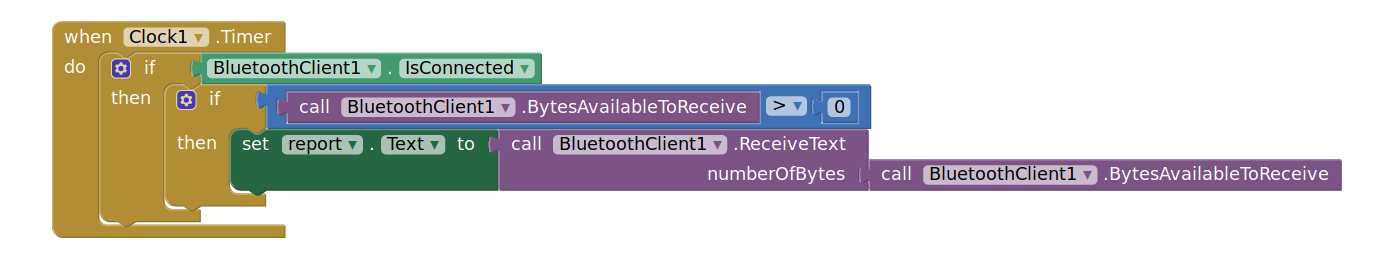 when Clock1 ▾ .Timer
do if BluetoothClient1 ▾ . IsConnected ▾
then if call BluetoothClient1 ▾ .BytesAvailableToReceive > ▾ 0
then set report ▾ . Text ▾ to call BluetoothClient1 ▾ .ReceiveText
numberOfBytes call BluetoothClient1 ▾ .BytesAvailableToReceive